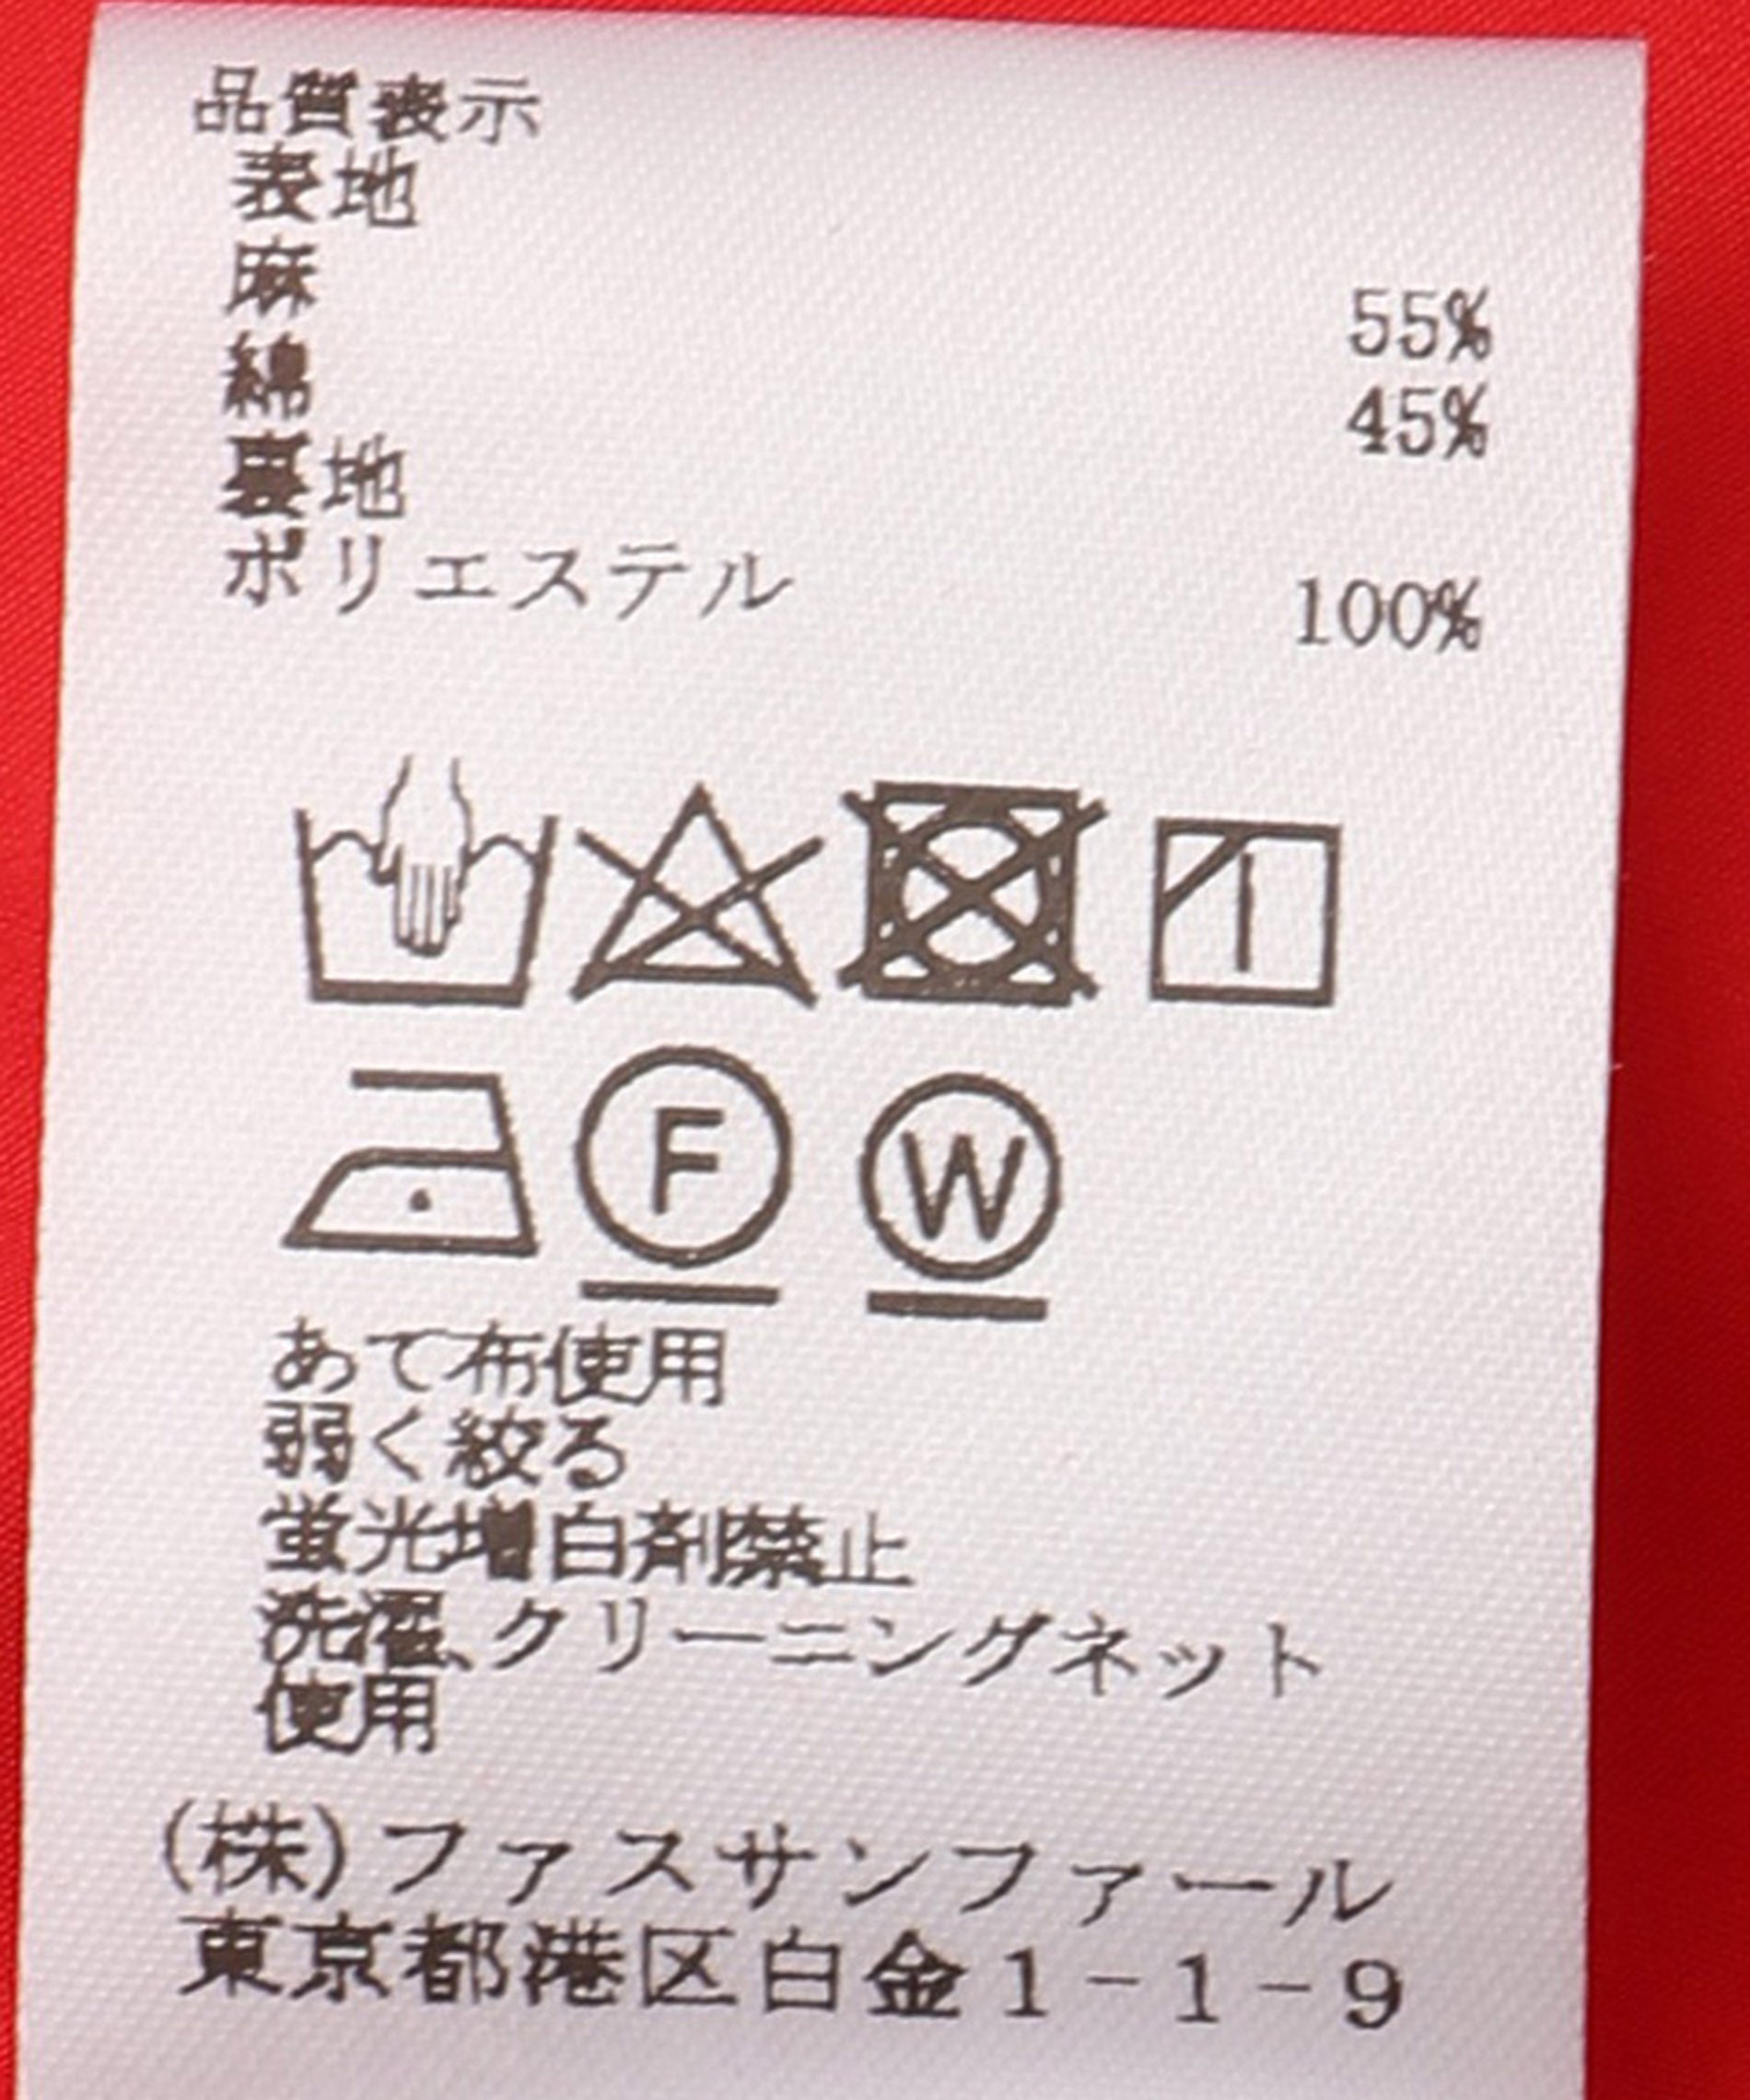 品質表示
表地
麻 55%
綿 45%
裏地
ポリエステル 100%
F W
あて布使用
弱く絞る
蛍光増白剤禁止
洗濯、クリーニングネット
使用
(株)ファスサンファール
東京都港区白金1-1-9